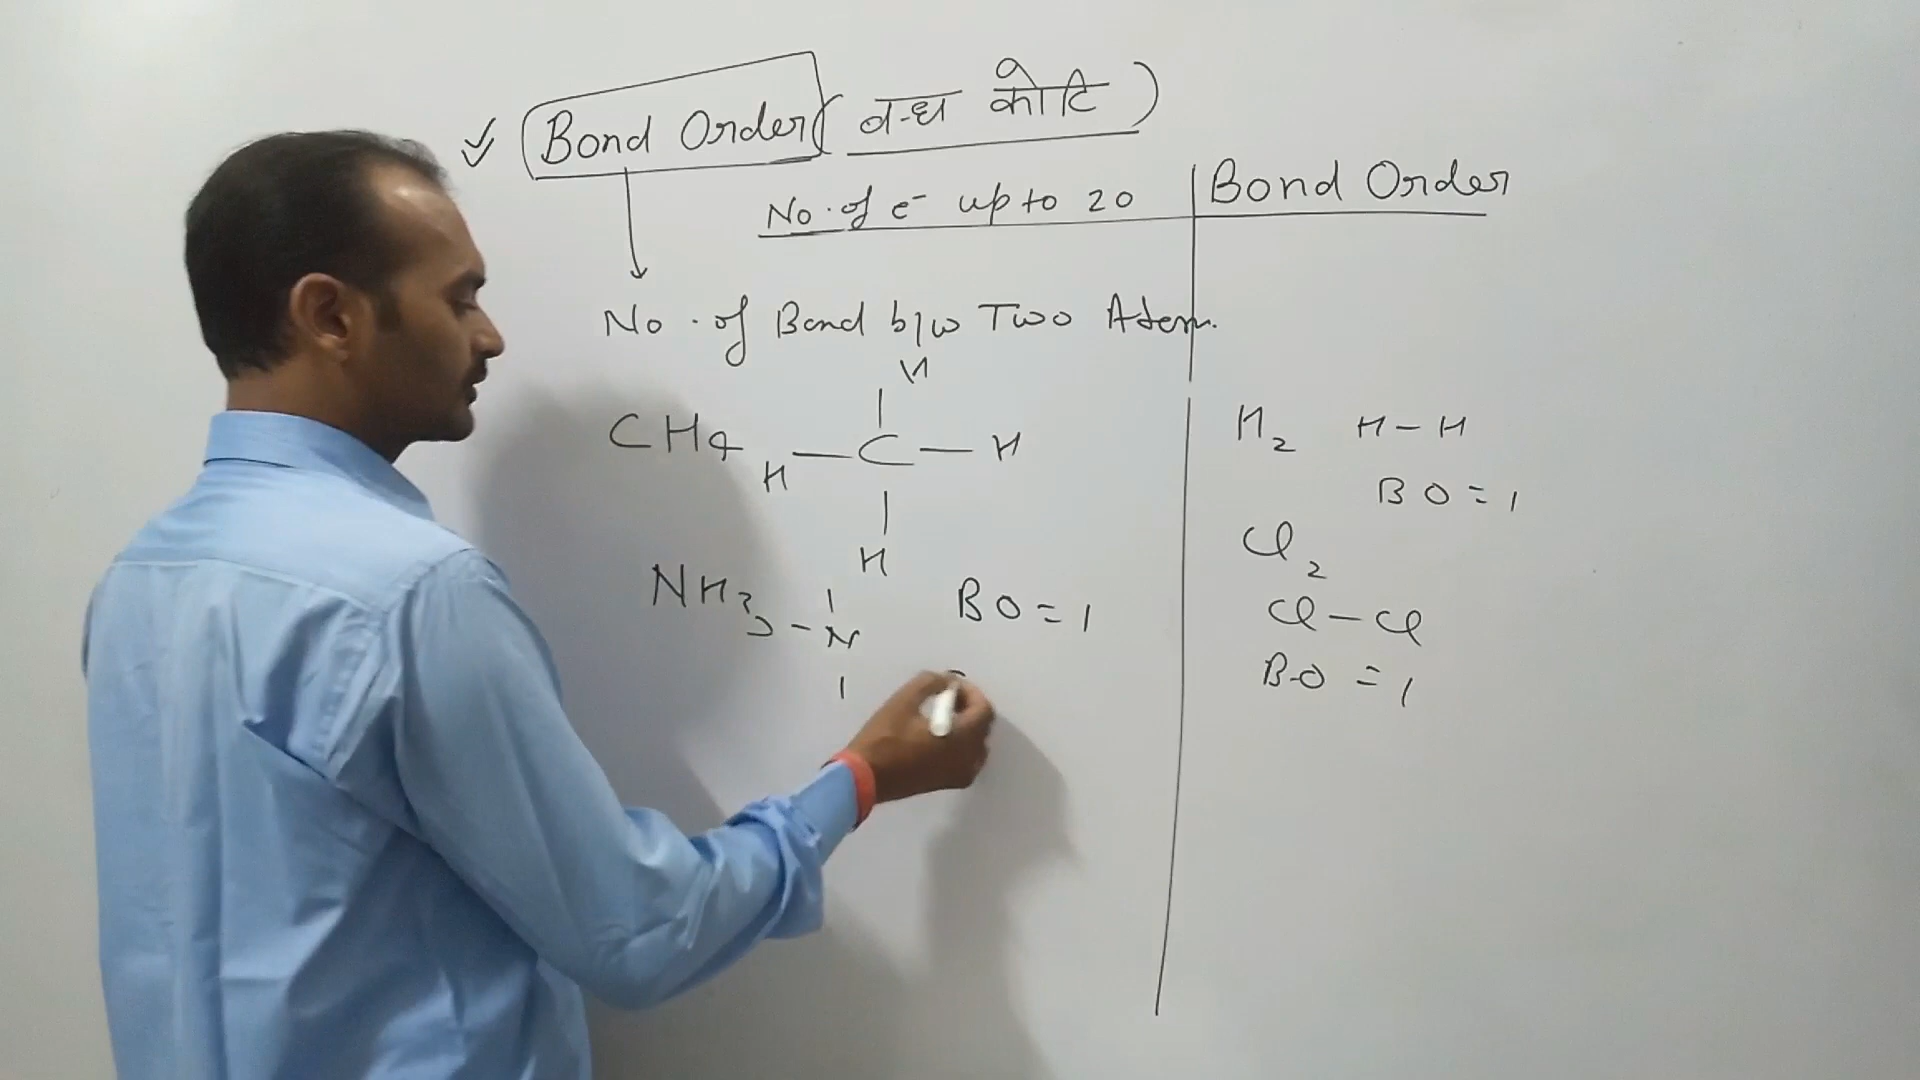 Bond Order (बन्ध कोटि)
No. of e⁻ up to 20
Bond Order
No. of Bond b/w Two Atom.
CH4
H
H — C — H
H
NH3
N
BO = 1
H2 H – H
BO = 1
Cl2
Cl – Cl
B.O = 1